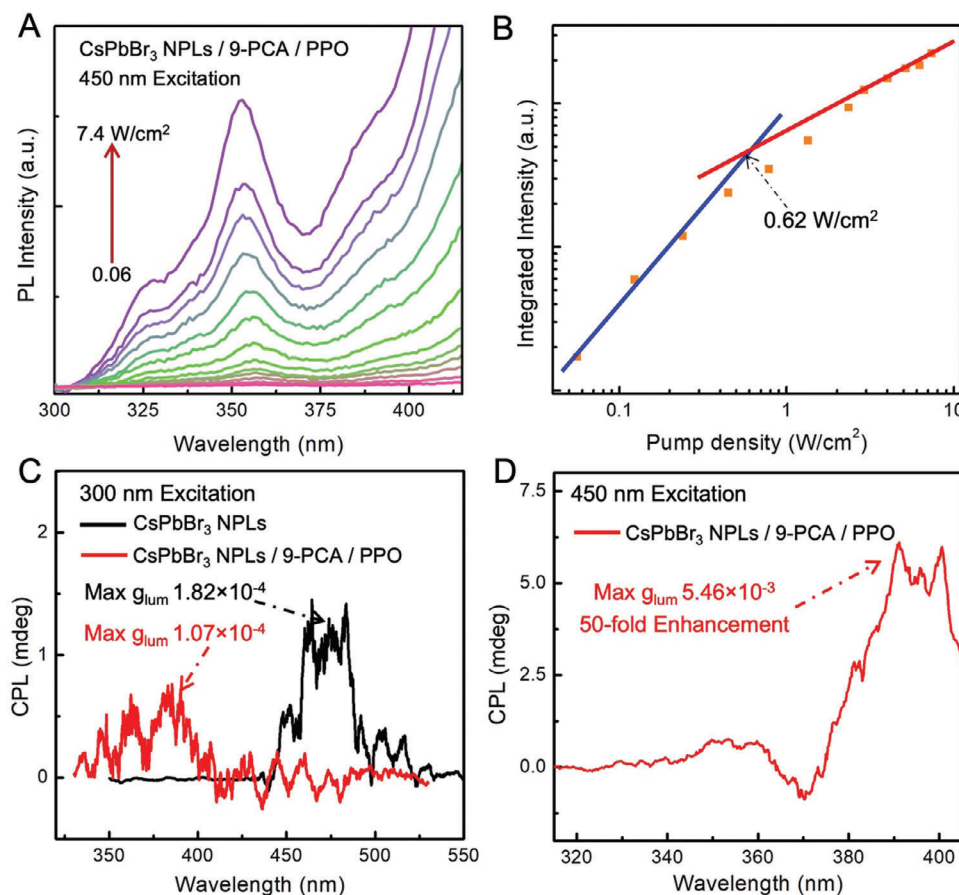 A
CsPbBr₃ NPLs / 9-PCA / PPO
450 nm Excitation
7.4 W/cm²
0.06
PL Intensity (a.u.)
300 325 350 375 400
Wavelength (nm)
B
0.62 W/cm²
Integrated Intensity (a.u.)
0.1 1 10
Pump density (W/cm²)
C
300 nm Excitation
CsPbBr₃ NPLs
CsPbBr₃ NPLs / 9-PCA / PPO
Max glum 1.82×10⁻⁴
Max glum 1.07×10⁻⁴
2
1
0
CPL (mdeg)
350 400 450 500 550
Wavelength (nm)
D
450 nm Excitation
CsPbBr₃ NPLs / 9-PCA / PPO
Max glum 5.46×10⁻³
50-fold Enhancement
7.5
5.0
2.5
0.0
CPL (mdeg)
320 340 360 380 400
Wavelength (nm)